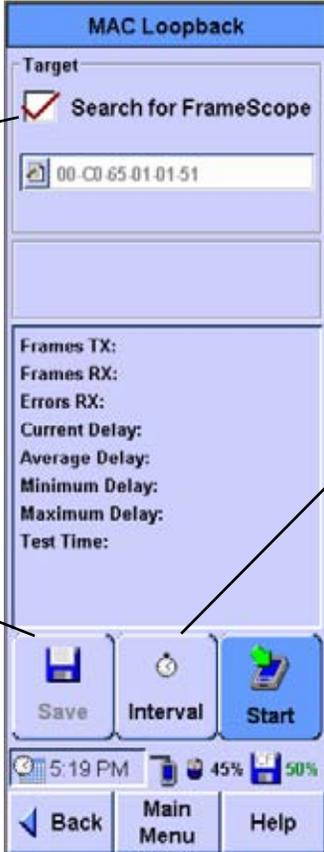 MAC Loopback
Target
Search for FrameScope
00-C0-65-01-01-51
Frames TX:
Frames RX:
Errors RX:
Current Delay:
Average Delay:
Minimum Delay:
Maximum Delay:
Test Time:
Save Interval Start
5:19 PM 45% 50%
Back Main Menu Help